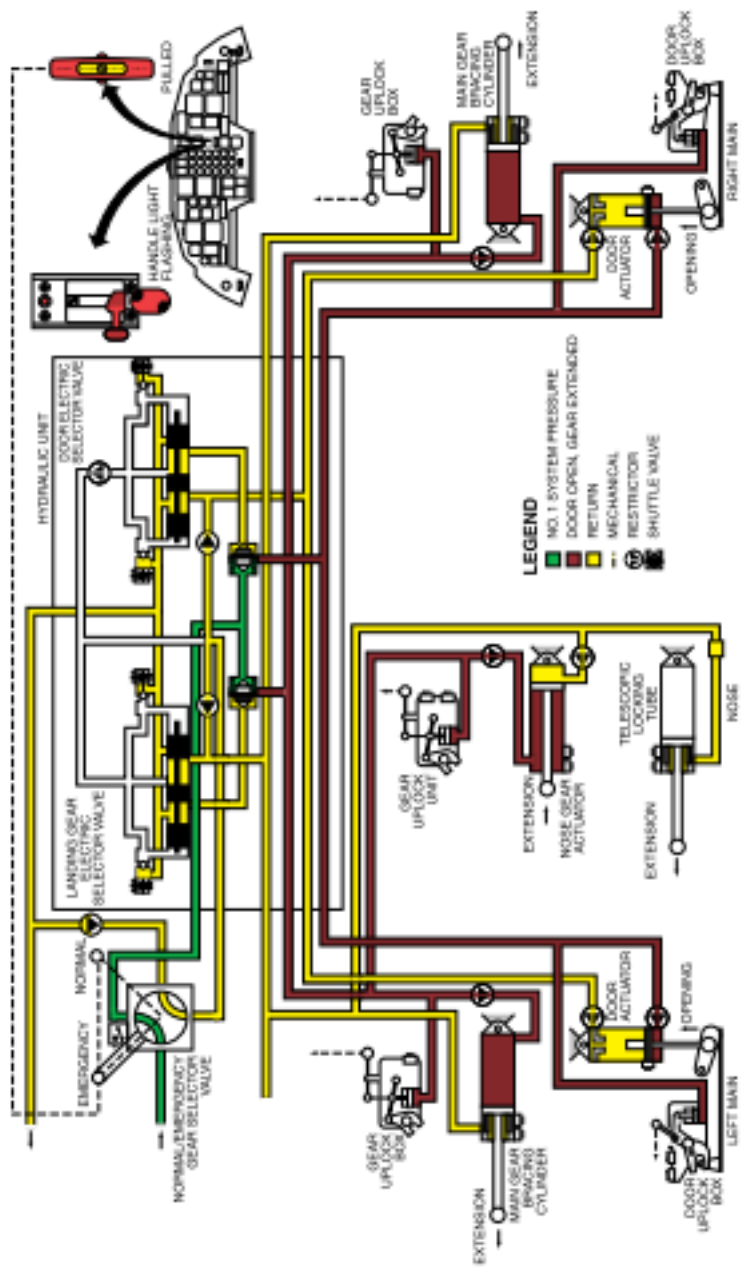 HYDRAULIC UNIT
LANDING GEAR
ELECTRIC
SELECTOR VALVE
DOOR ELECTRIC
SELECTOR VALVE
HANDLE LIGHT
FLASHING
PULLED
EMERGENCY
NORMAL
NORMAL/EMERGENCY
GEAR SELECTOR
VALVE
GEAR
UPLOCK
BOX
EXTENSION
MAIN GEAR
BRACING
CYLINDER
DOOR
ACTUATOR
OPENING
DOOR
UPLOCK
BOX
LEFT MAIN
GEAR
UPLOCK
UNIT
EXTENSION
NOSE GEAR
ACTUATOR
EXTENSION
TELESCOPIC
LOCKING
TUBE
NOSE
LEGEND
NO. 1 SYSTEM PRESSURE
DOOR OPEN, GEAR EXTENDED
RETURN
MECHANICAL
RESTRICTOR
SHUTTLE VALVE
GEAR
UPLOCK
BOX
MAIN GEAR
BRACING
CYLINDER
EXTENSION
DOOR
ACTUATOR
OPENING
DOOR
UPLOCK
BOX
RIGHT MAIN